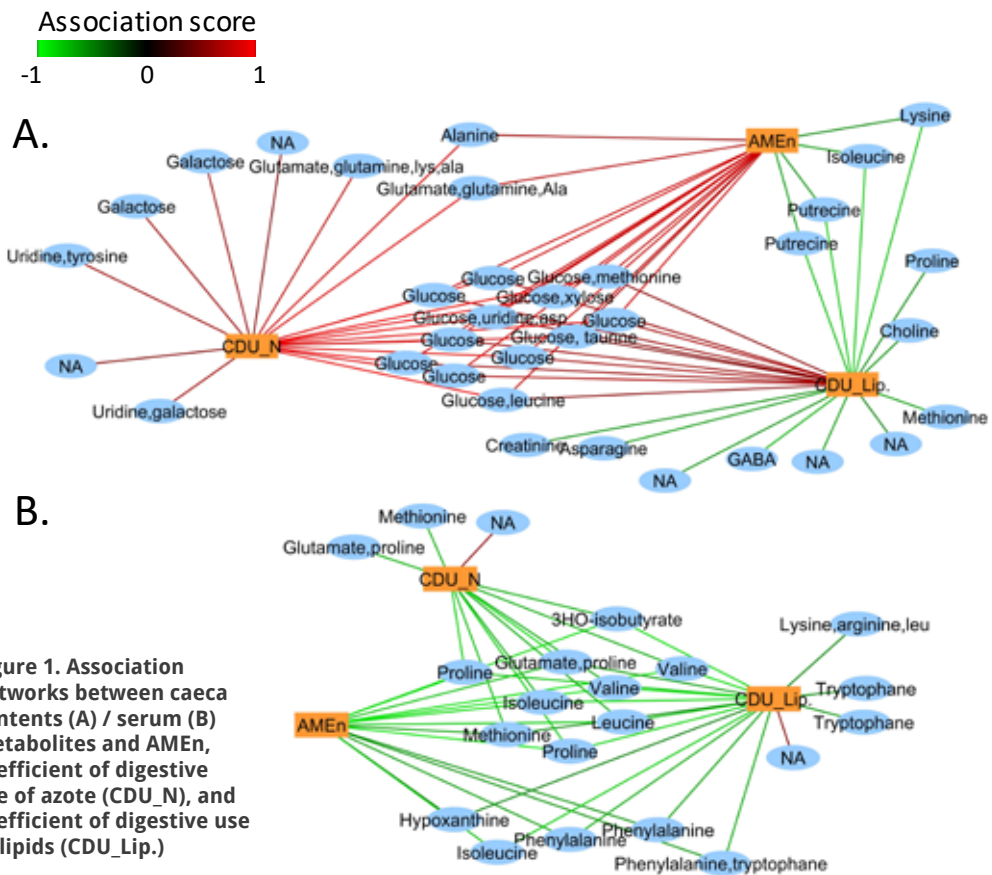 Association score
-1 0 1
A.
Lysine
AMEn
Alanine
NA
Isoleucine
Galactose
Glutamate,glutamine,lys,ala
Glutamate,glutamine,Ala
Galactose
Putrecine
Putrecine
Uridine,tyrosine
Proline
Glucose
Glucose,methionine
Glucose
Glucose,xylose
Glucose,uridine,asp
Glucose
Choline
Glucose
Glucose, taurine
CDU_N
Glucose
Glucose
NA
Glucose
CDU_Lip.
Glucose,leucine
Uridine,galactose
Methionine
Creatinine
Asparagine
NA
GABA
NA
NA
B.
Methionine
NA
Glutamate,proline
CDU_N
3HO-isobutyrate
Lysine,arginine,leu
Glutamate,proline
Proline
Valine
Valine
Tryptophane
CDU_Lip.
Isoleucine
AMEn
Leucine
Tryptophane
Methionine
Proline
NA
Hypoxanthine
Phenylalanine
Phenylalanine
Isoleucine
Phenylalanine,tryptophane
gure 1. Association
tworks between caeca
ntents (A) / serum (B)
etabolites and AMEn,
efficient of digestive
e of azote (CDU_N), and
efficient of digestive use
lipids (CDU_Lip.)